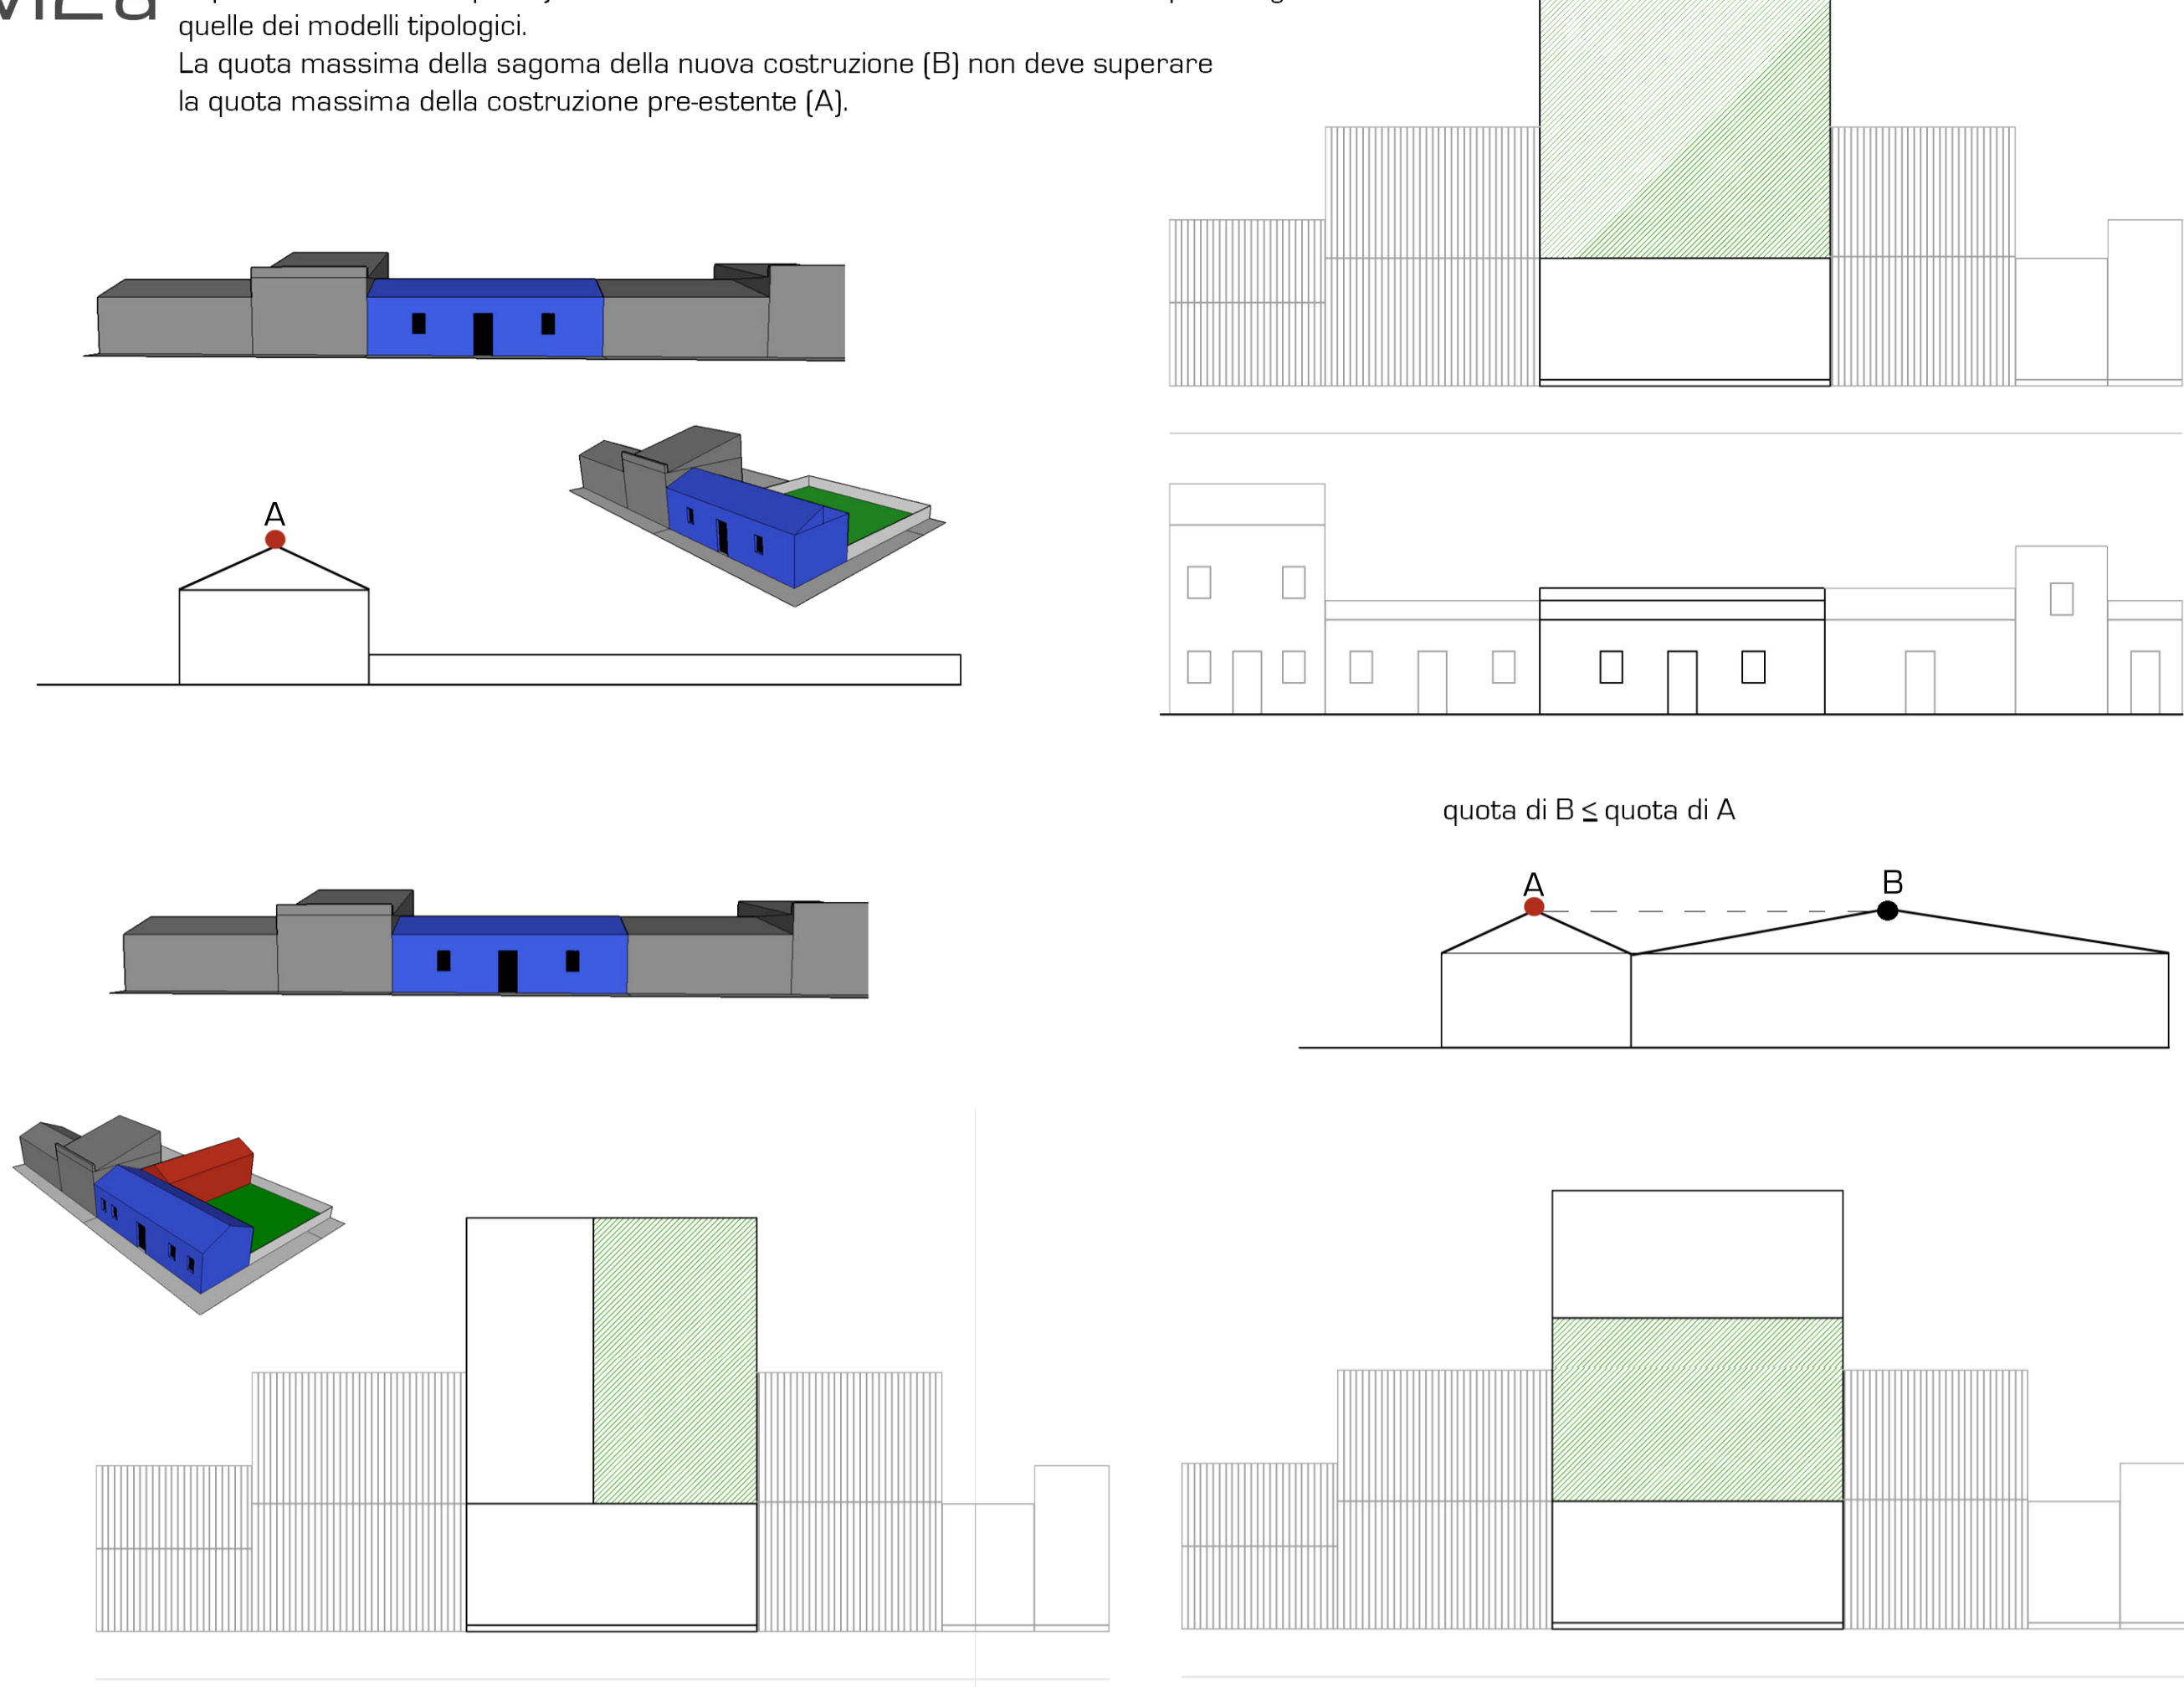 quelle dei modelli tipologici.
La quota massima della sagoma della nuova costruzione (B) non deve superare
la quota massima della costruzione pre-estente (A).
A
quota di B ≤ quota di A
A
B